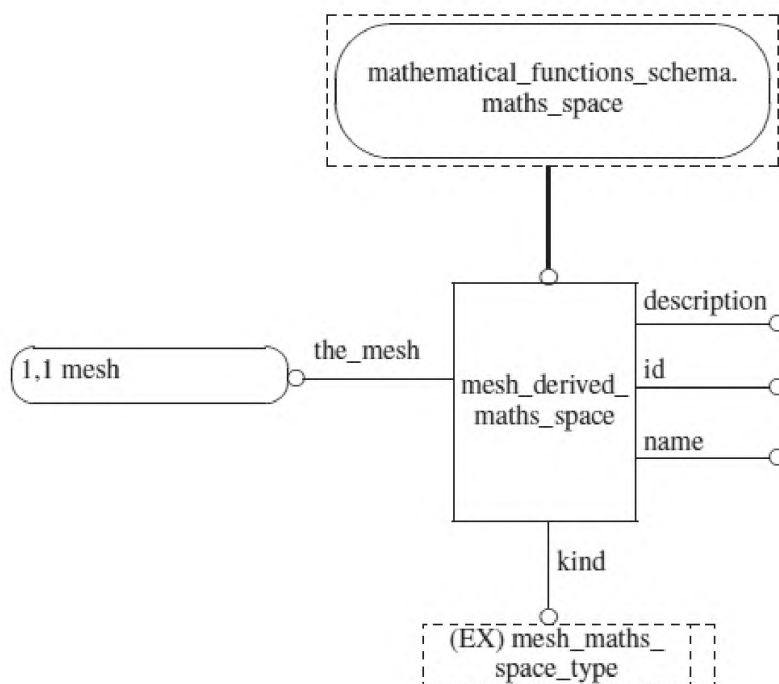 mathematical_functions_schema.
maths_space
description
the_mesh
id
1,1 mesh
mesh_derived_
maths_space
name
kind
(EX) mesh_maths_
space_type